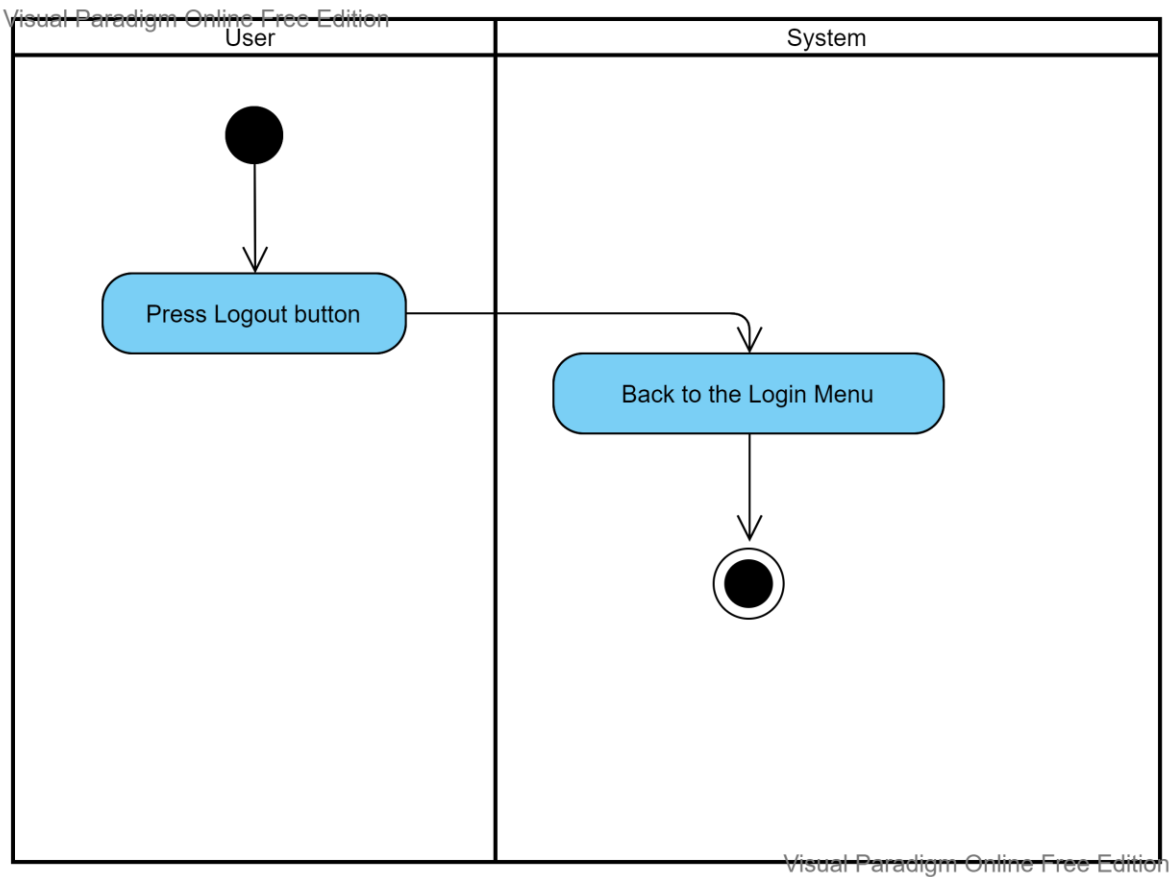 Visual Paradigm Online Free Edition
User
System
Press Logout button
Back to the Login Menu
Visual Paradigm Online Free Edition